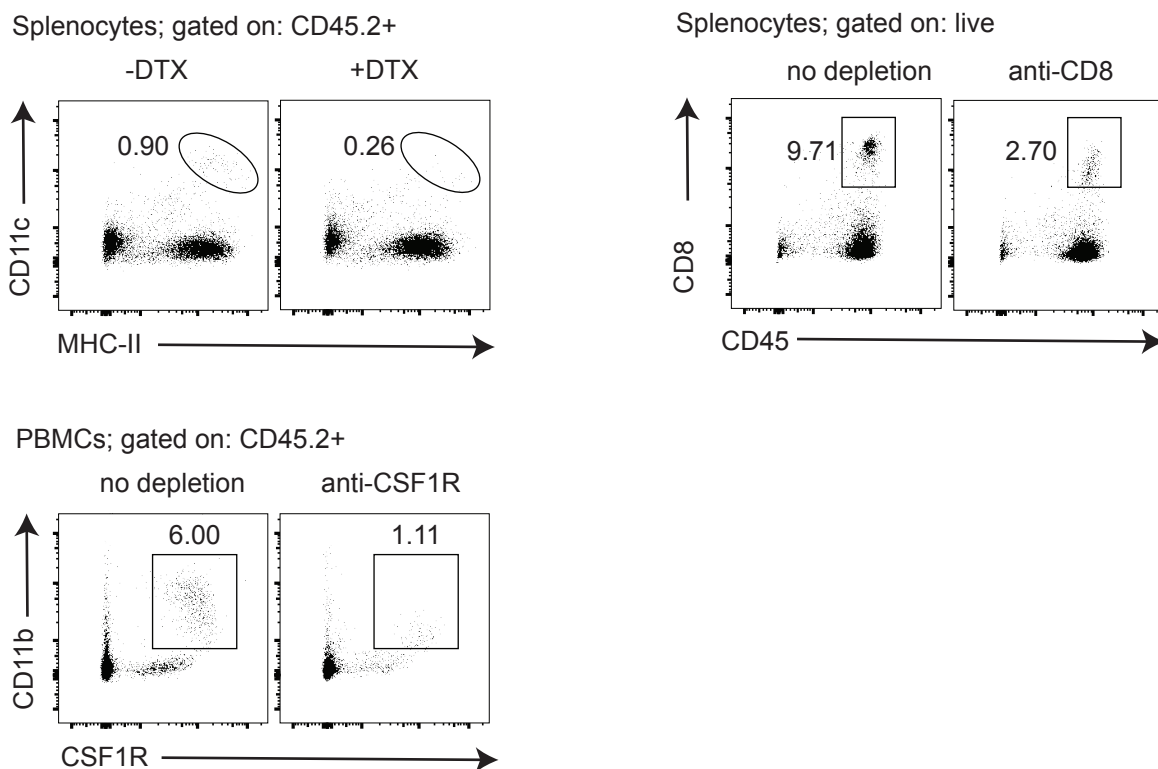 Splenocytes; gated on: CD45.2+
-DTX +DTX
0.90 0.26
CD11c
MHC-II
Splenocytes; gated on: live
no depletion anti-CD8
9.71 2.70
CD8
CD45
PBMCs; gated on: CD45.2+
no depletion anti-CSF1R
6.00 1.11
CD11b
CSF1R